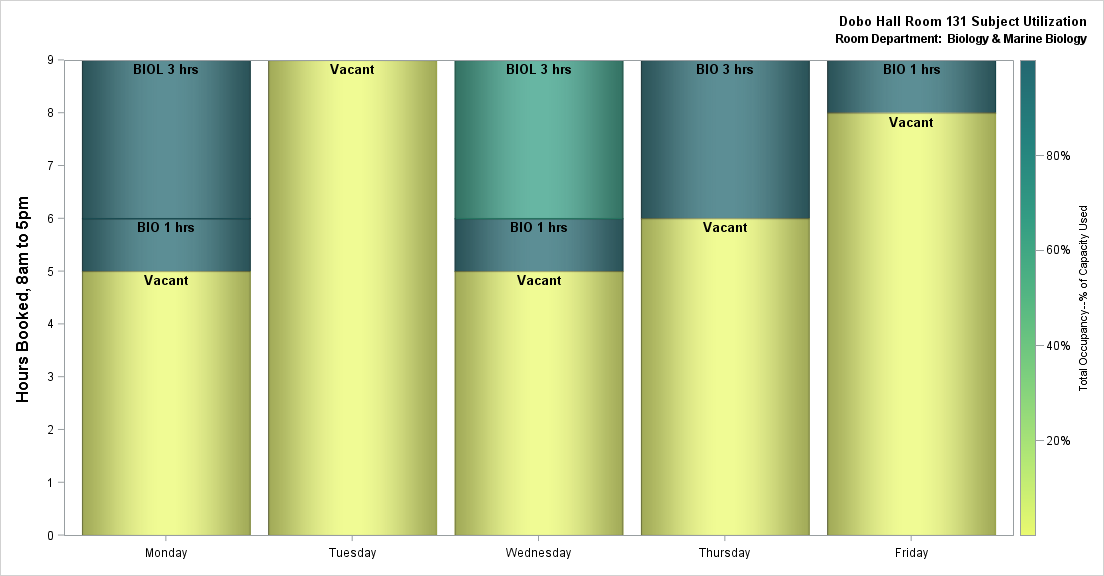 Dobo Hall Room 131 Subject Utilization
Room Department: Biology & Marine Biology
Hours Booked, 8am to 5pm
9
8
7
6
5
4
3
2
1
0
BIOL 3 hrs
BIO 1 hrs
Vacant
Vacant
BIOL 3 hrs
BIO 1 hrs
Vacant
BIO 3 hrs
Vacant
BIO 1 hrs
Vacant
Monday
Tuesday
Wednesday
Thursday
Friday
80%
60%
40%
20%
Total Occupancy--% of Capacity Used